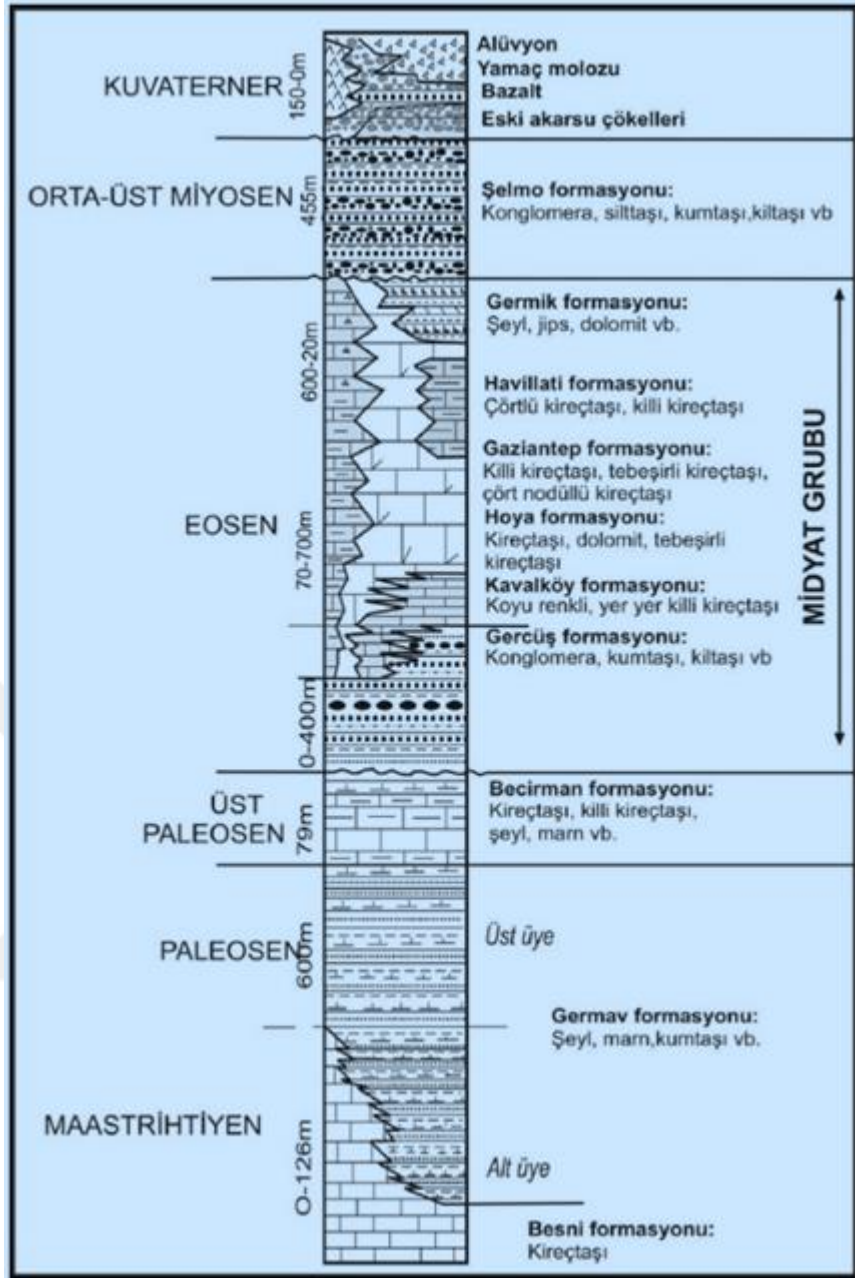 KUVATERNER
150-0m
Alüvyon
Yamaç molozu
Bazalt
Eski akarsu çökelleri
ORTA-ÜST MİYOSEN
455m
Şelmo formasyonu:
Konglomera, silttaşı, kumtaşı,kiltaşı vb
EOSEN
600-20m
70-700m
0-400m
Germik formasyonu:
Şeyl, jips, dolomit vb.
Havillati formasyonu:
Çörtlü kireçtaşı, killi kireçtaşı
Gaziantep formasyonu:
Killi kireçtaşı, tebeşirli kireçtaşı,
çört nodüllü kireçtaşı
Hoya formasyonu:
Kireçtaşı, dolomit, tebeşirli
kireçtaşı
Kavalköy formasyonu:
Koyu renkli, yer yer killi kireçtaşı
Gercüş formasyonu:
Konglomera, kumtaşı, kiltaşı vb
MİDYAT GRUBU
ÜST
PALEOSEN
79m
Becirman formasyonu:
Kireçtaşı, killi kireçtaşı,
şeyl, marn vb.
PALEOSEN
600m
Üst üye
Germav formasyonu:
Şeyl, marn,kumtaşı vb.
MAASTRİHTİYEN
O-126m
Alt üye
Besni formasyonu:
Kireçtaşı